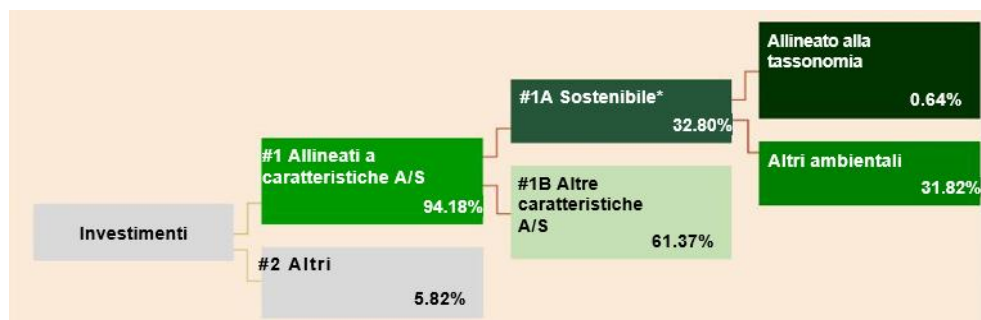 Investimenti
#1 Allineati a
caratteristiche A/S
94.18%
#2 Altri
5.82%
#1A Sostenibile*
32.80%
#1B Altre
caratteristiche
A/S
61.37%
Allineato alla
tassonomia
0.64%
Altri ambientali
31.82%